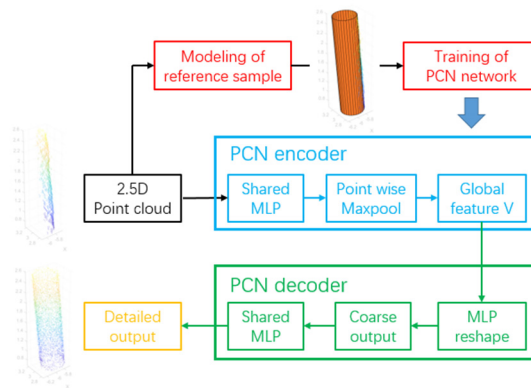 Modeling of
reference sample
Training of
PCN network
PCN encoder
2.5D
Point cloud
Shared
MLP
Point wise
Maxpool
Global
feature V
PCN decoder
Detailed
output
Shared
MLP
Coarse
output
MLP
reshape